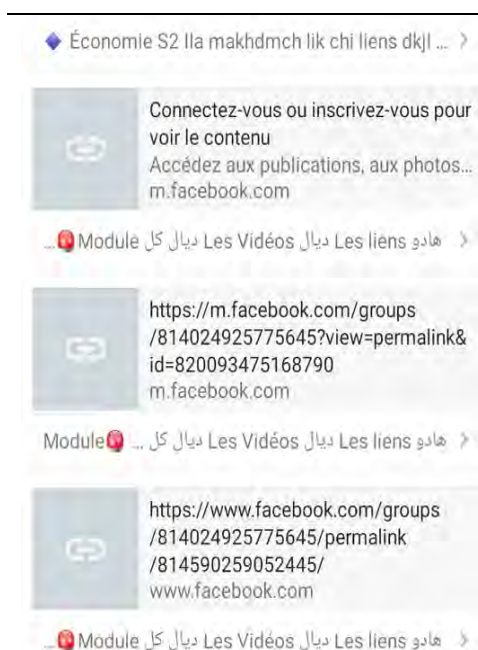 Économie S2 Ila makhdmch lik chi liens dkjl ...
Connectez-vous ou inscrivez-vous pour
voir le contenu
Accédez aux publications, aux photos...
m.facebook.com
هادو Les liens ديال Les Vidéos ديال كل Module...
https://m.facebook.com/groups
/814024925775645?view=permalink&
id=820093475168790
m.facebook.com
هادو Les liens ديال Les Vidéos ديال كل ... Module
https://www.facebook.com/groups
/814024925775645/permalink
/814590259052445/
www.facebook.com
هادو Les liens ديال Les Vidéos ديال كل Module...